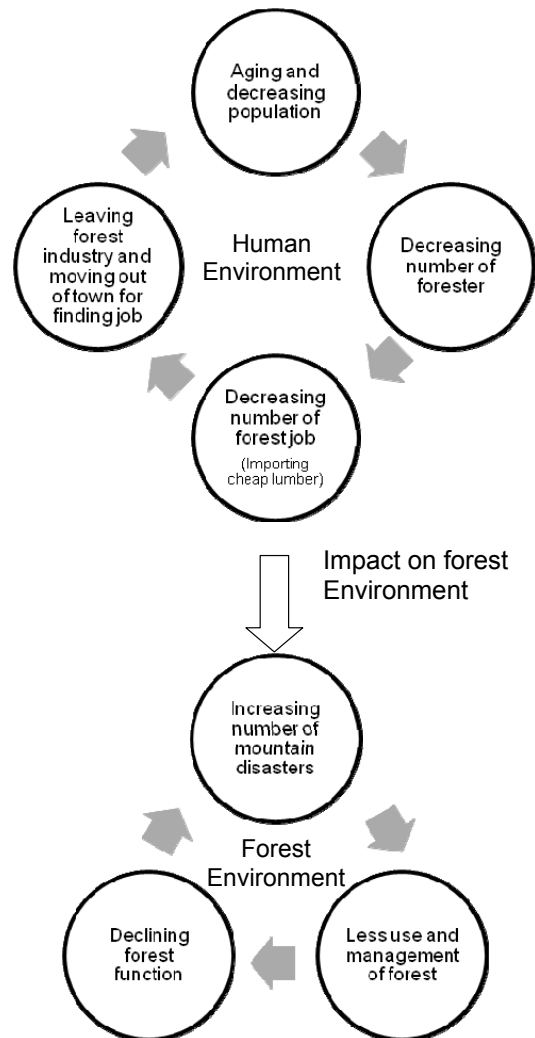 Aging and
decreasing
population
Leaving
forest
industry and
moving out
of town for
finding job
Human
Environment
Decreasing
number of
forester
Decreasing
number of
forest job
(Importing
cheap lumber)
Impact on forest
Environment
Increasing
number of
mountain
disasters
Forest
Environment
Declining
forest
function
Less use and
management
of forest